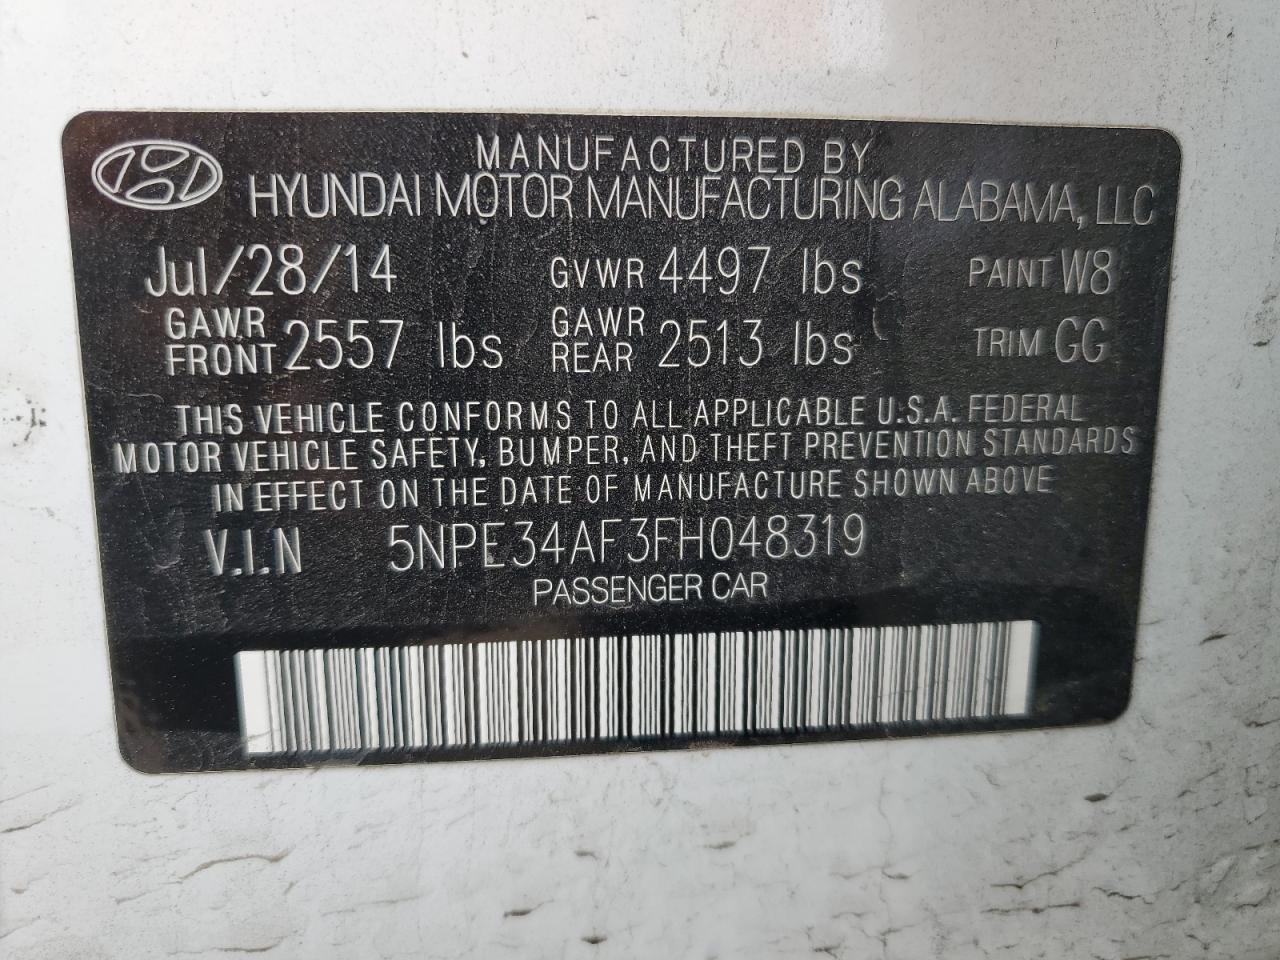 MANUFACTURED BY
HYUNDAI MOTOR MANUFACTURING ALABAMA, LLC
Jul/28/14 GVWR 4497 lbs PAINT W8
GAWR FRONT 2557 lbs GAWR REAR 2513 lbs TRIM GG
THIS VEHICLE CONFORMS TO ALL APPLICABLE U.S.A. FEDERAL
MOTOR VEHICLE SAFETY, BUMPER, AND THEFT PREVENTION STANDARDS
IN EFFECT ON THE DATE OF MANUFACTURE SHOWN ABOVE
V.I.N 5NPE34AF3FH048319
PASSENGER CAR